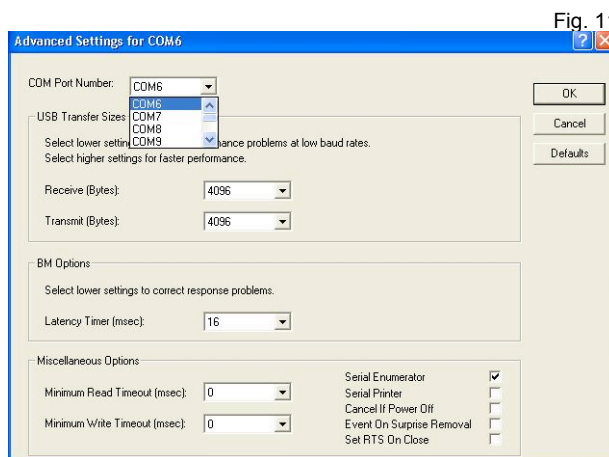 Fig. 1
Advanced Settings for COM6
COM Port Number: COM6
COM6
COM7
COM8
COM9
USB Transfer Sizes
Select lower settin ance problems at low baud rates.
Select higher settings for faster performance.
Receive (Bytes): 4096
Transmit (Bytes): 4096
BM Options
Select lower settings to correct response problems.
Latency Timer (msec): 16
Miscellaneous Options
Minimum Read Timeout (msec): 0
Minimum Write Timeout (msec): 0
Serial Enumerator
Serial Printer
Cancel If Power Off
Event On Surprise Removal
Set RTS On Close
OK
Cancel
Defaults